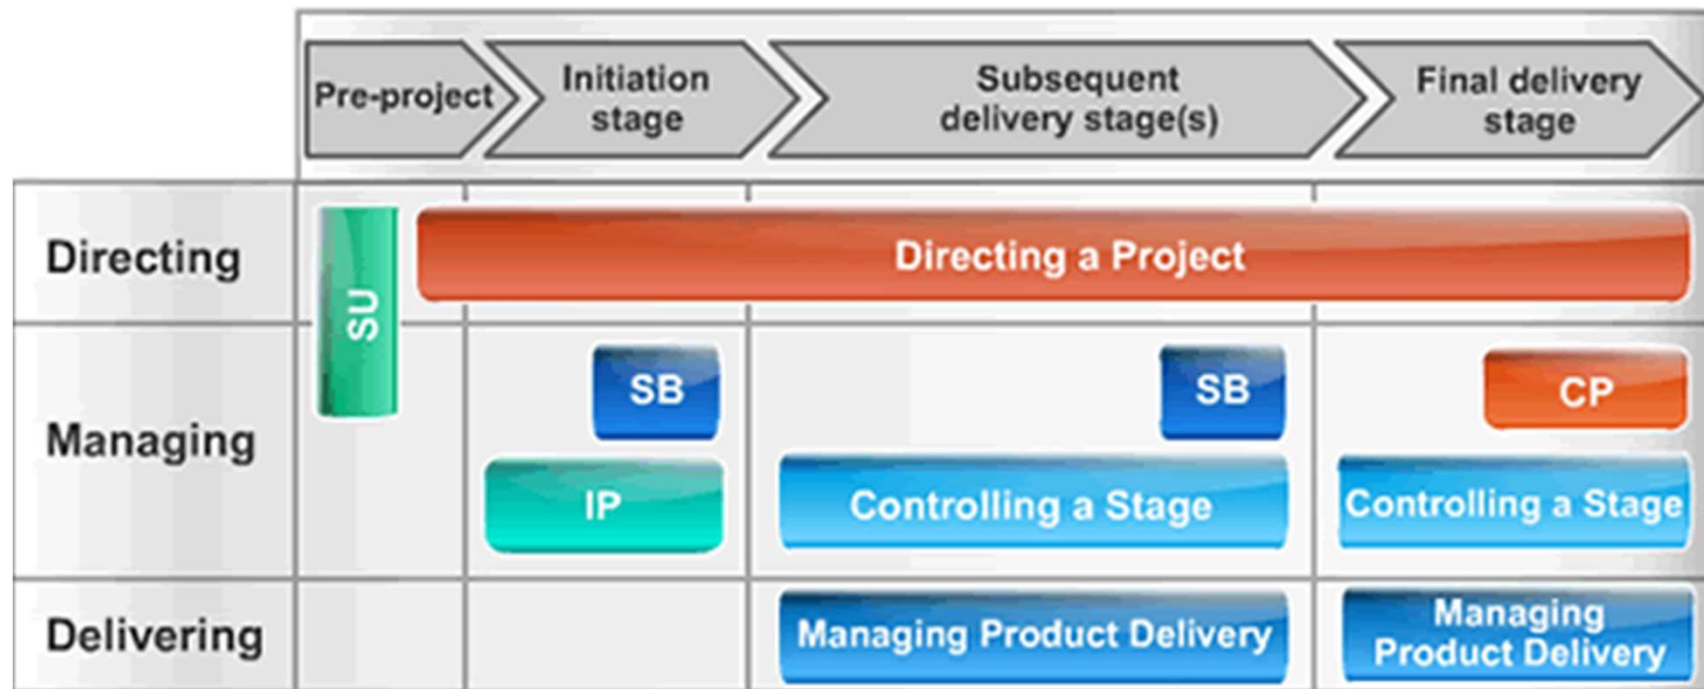 Pre-project
Initiation
stage
Subsequent
delivery stage(s)
Final delivery
stage
Directing
SU
Directing a Project
Managing
SB
SB
CP
IP
Controlling a Stage
Controlling a Stage
Delivering
Managing Product Delivery
Managing
Product Delivery